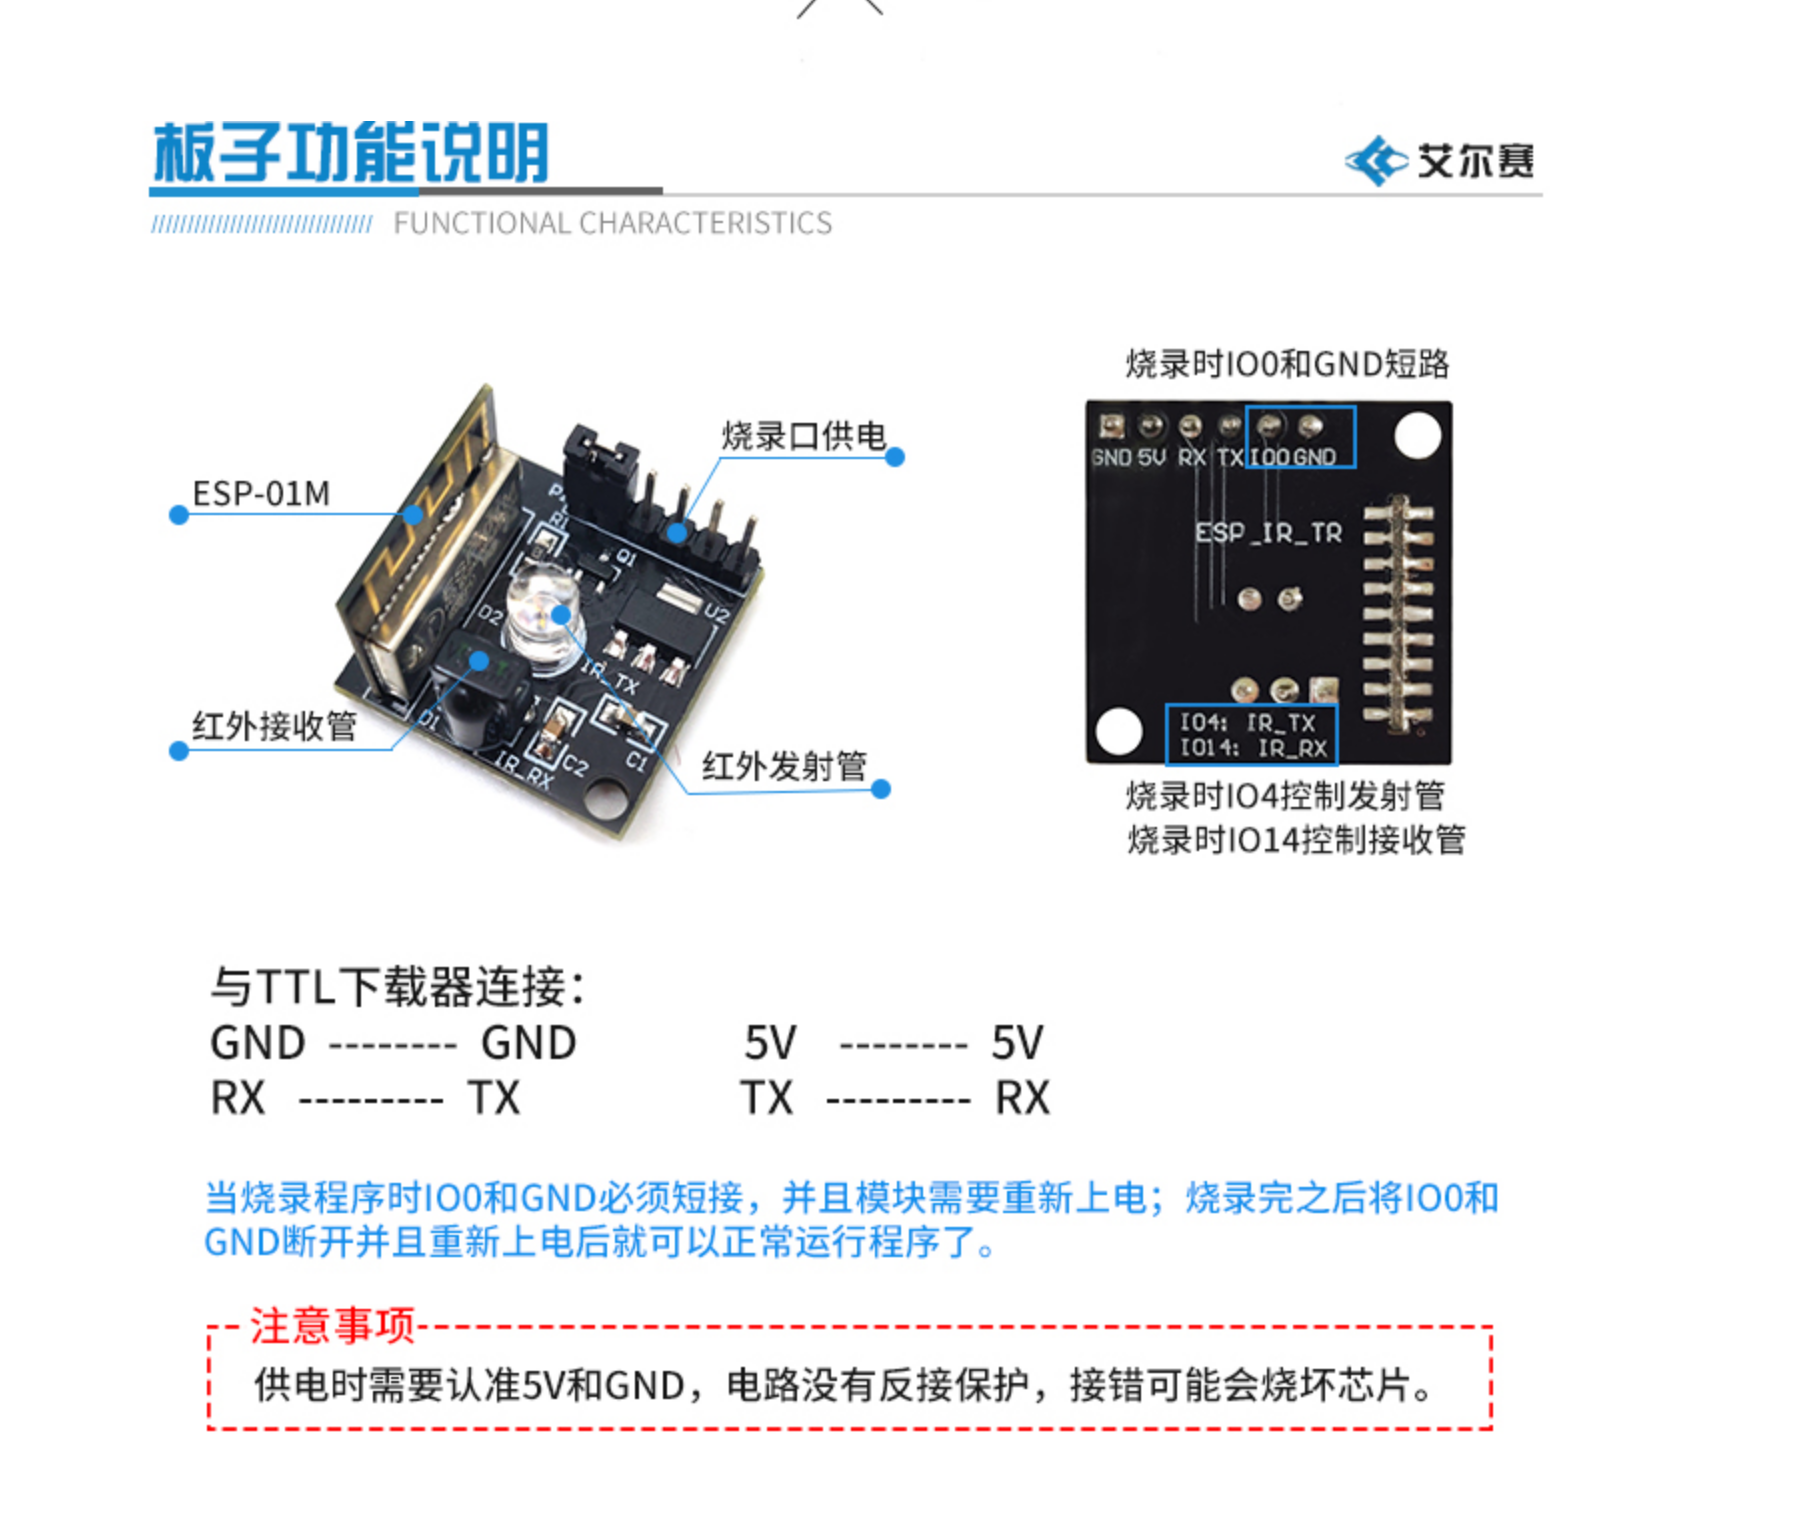 板子功能说明
艾尔赛
FUNCTIONAL CHARACTERISTICS
烧录时IO0和GND短路
烧录口供电
ESP-01M
GND 5V RX TX IO0 GND
ESP_IR_TR
Q1
U2
D2
IR_TX
D1
IR_RX
C2
C1
红外接收管
红外发射管
IO4: IR_TX
IO14: IR_RX
烧录时IO4控制发射管
烧录时IO14控制接收管
与TTL下载器连接：
GND -------- GND 5V -------- 5V
RX --------- TX TX --------- RX
当烧录程序时IO0和GND必须短接，并且模块需要重新上电；烧录完之后将IO0和
GND断开并且重新上电后就可以正常运行程序了。
注意事项
供电时需要认准5V和GND，电路没有反接保护，接错可能会烧坏芯片。